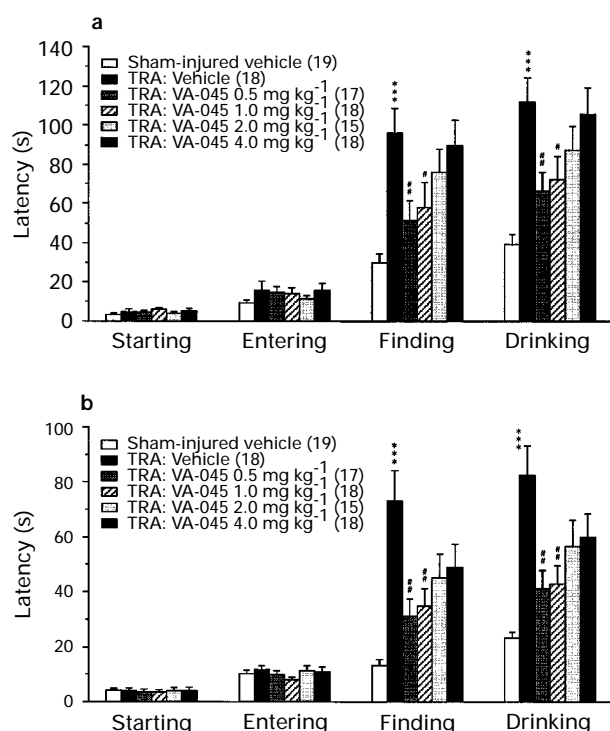 a
140
120
100
80
60
40
20
0
Latency (s)
Sham-injured vehicle (19)
TRA: Vehicle (18)
TRA: VA-045 0.5 mg kg-1 (17)
TRA: VA-045 1.0 mg kg-1 (18)
TRA: VA-045 2.0 mg kg-1 (15)
TRA: VA-045 4.0 mg kg-1 (18)
***
##
#
***
##
#
Starting Entering Finding Drinking
b
100
80
60
40
20
0
Latency (s)
Sham-injured vehicle (19)
TRA: Vehicle (18)
TRA: VA-045 0.5 mg kg-1 (17)
TRA: VA-045 1.0 mg kg-1 (18)
TRA: VA-045 2.0 mg kg-1 (15)
TRA: VA-045 4.0 mg kg-1 (18)
***
##
##
***
##
##
Starting Entering Finding Drinking